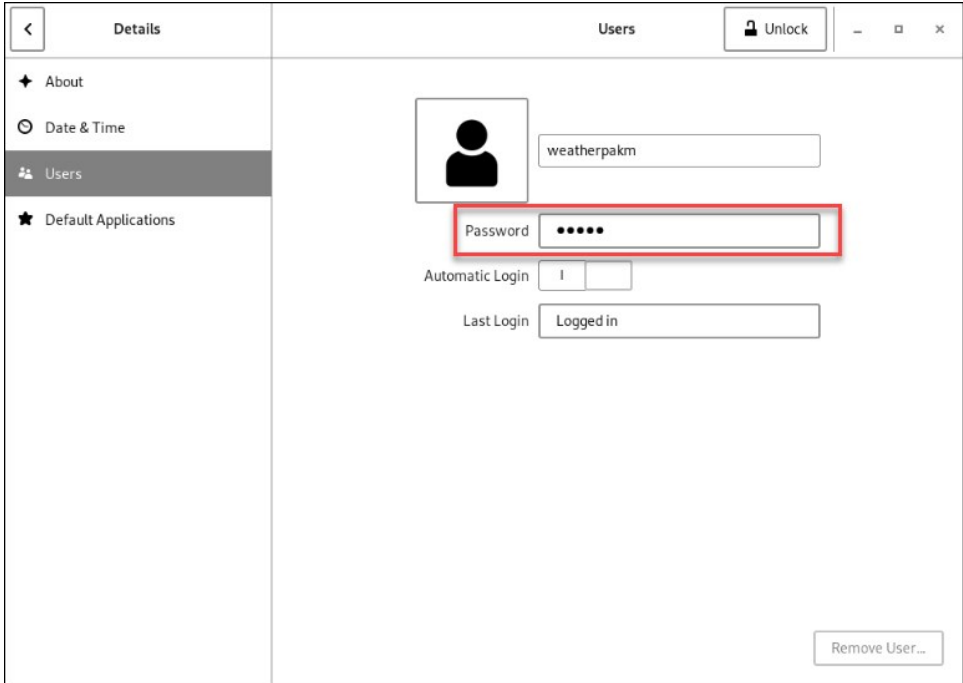 Details
Users
Unlock
About
Date & Time
Users
Default Applications
weatherpakm
Password •••••
Automatic Login
Last Login Logged in
Remove User...